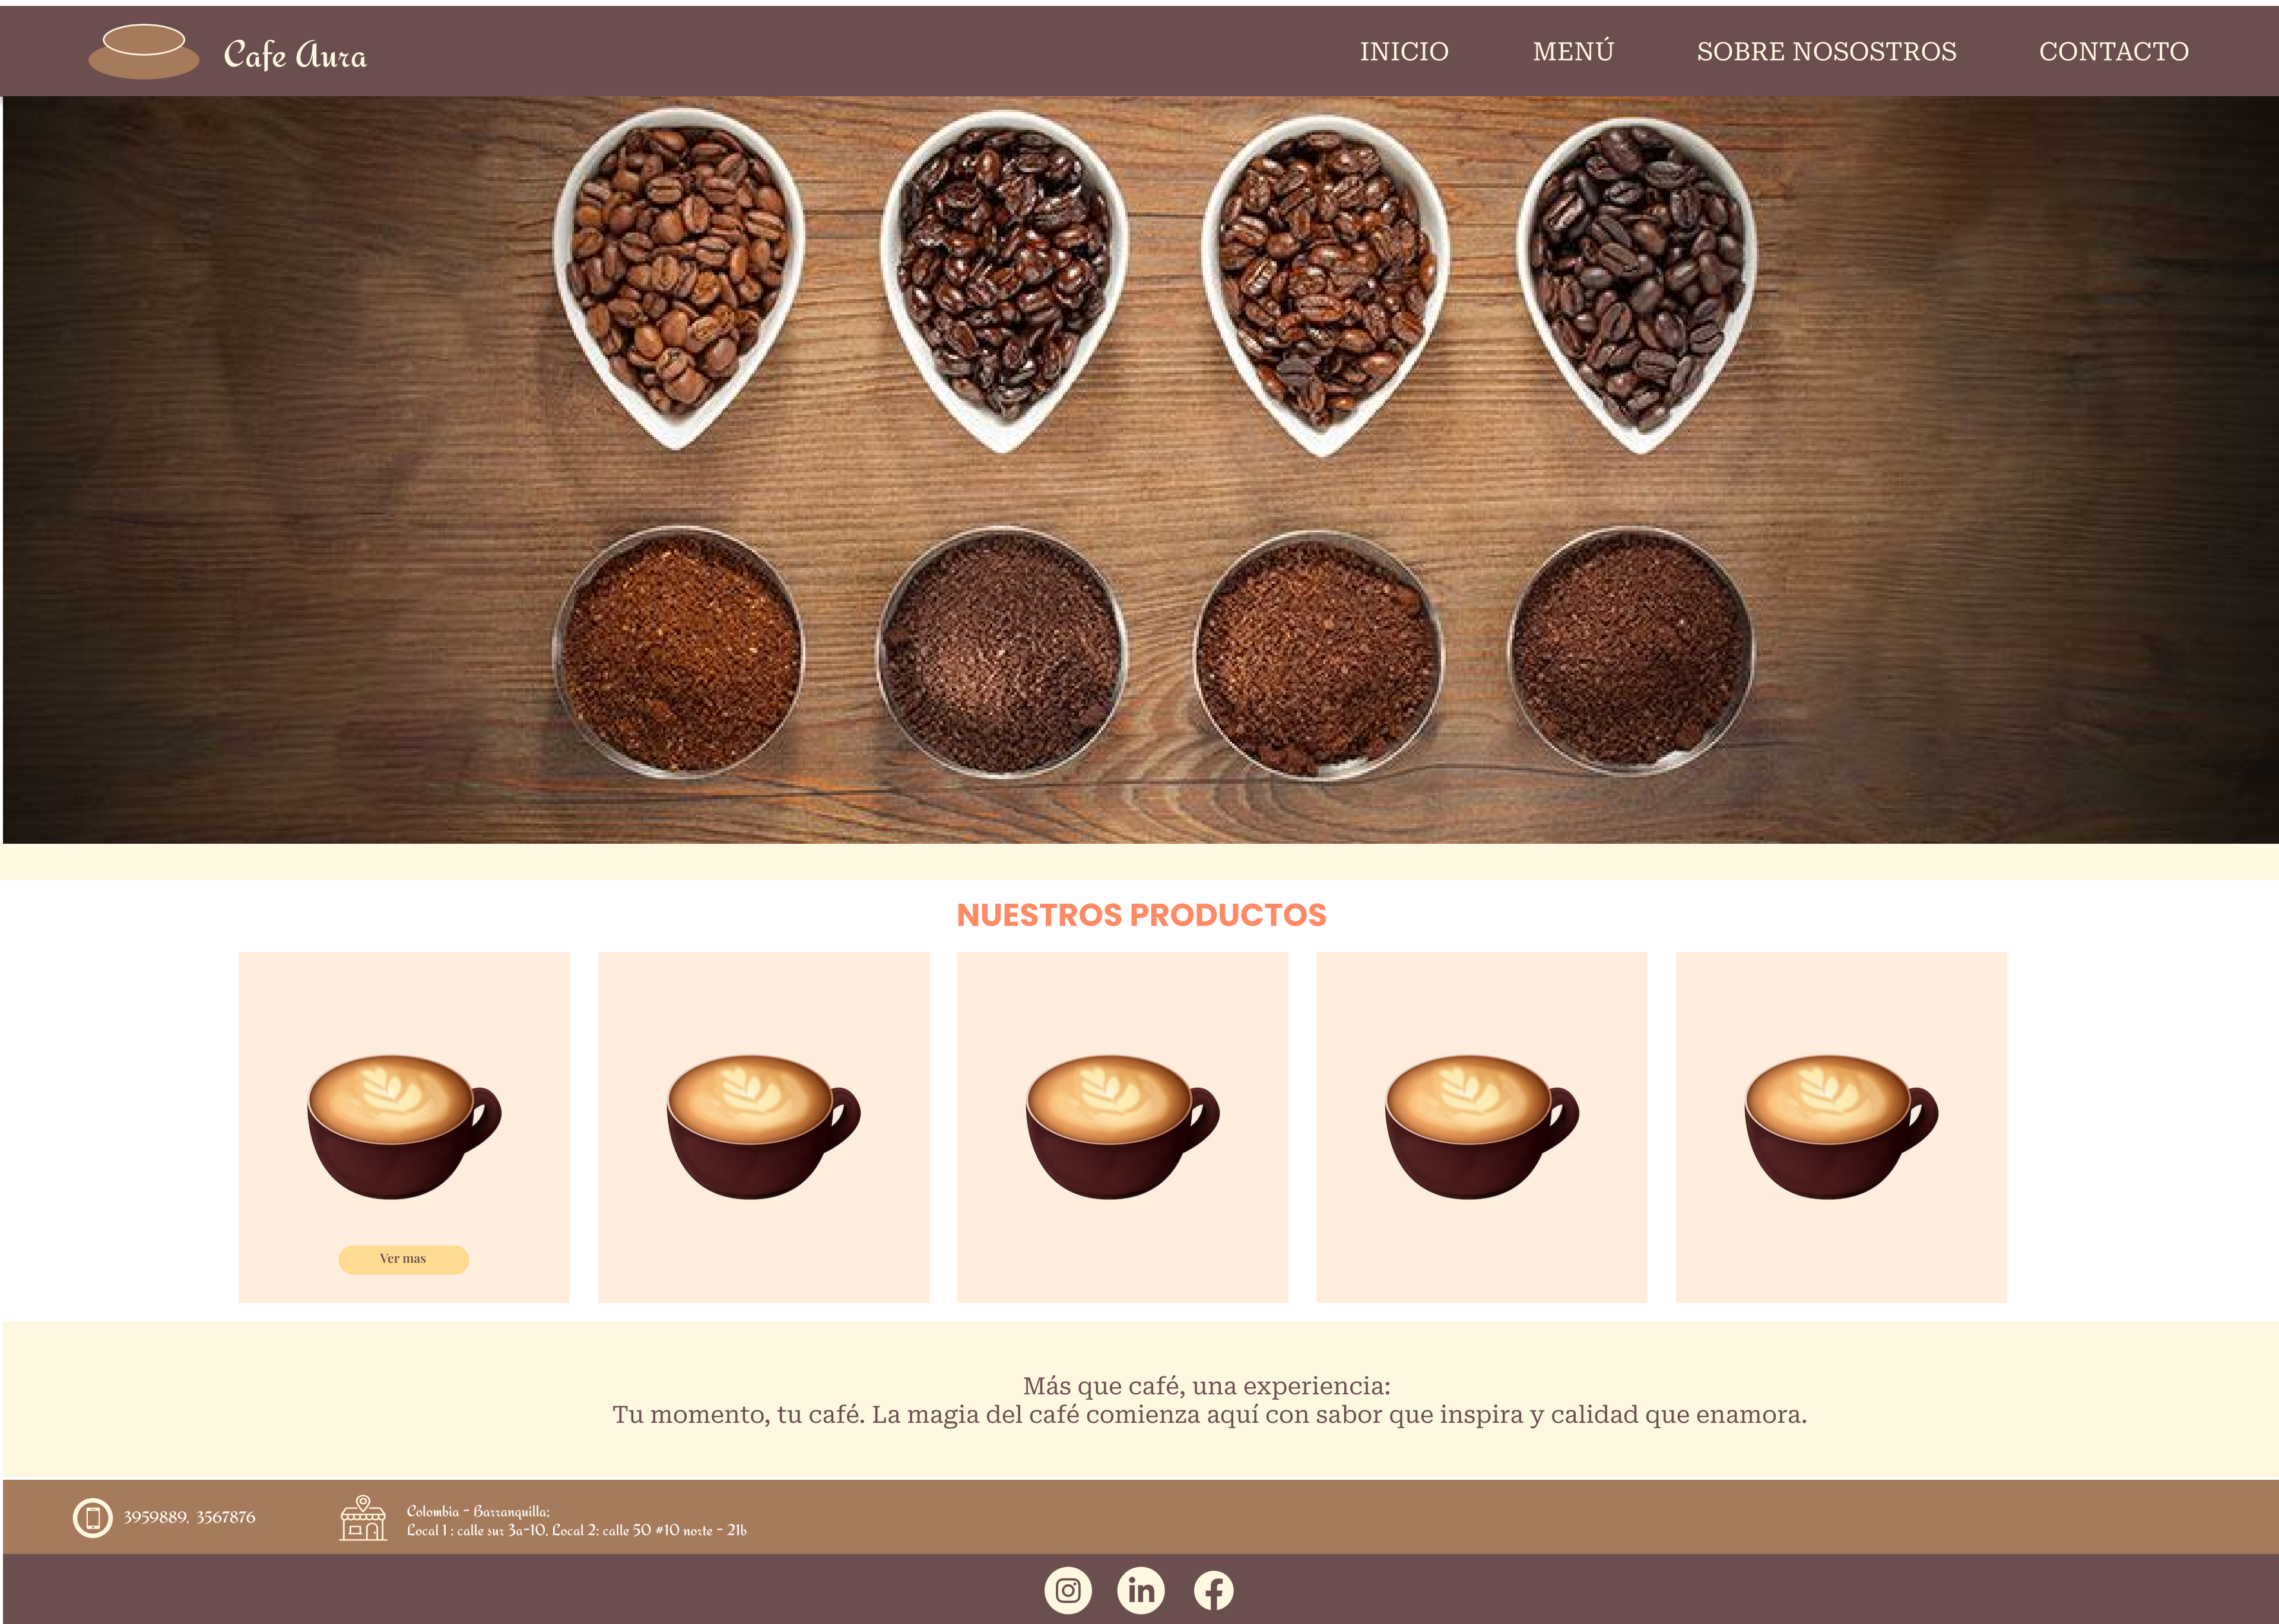 Cafe Aura
INICIO MENÚ SOBRE NOSOSTROS CONTACTO
NUESTROS PRODUCTOS
Ver mas
Más que café, una experiencia:
Tu momento, tu café. La magia del café comienza aquí con sabor que inspira y calidad que enamora.
3959889, 3567876
Colombia - Barranquilla:
Local 1 : calle sur 3a-10, Local 2: calle 50 #10 norte - 21b
in